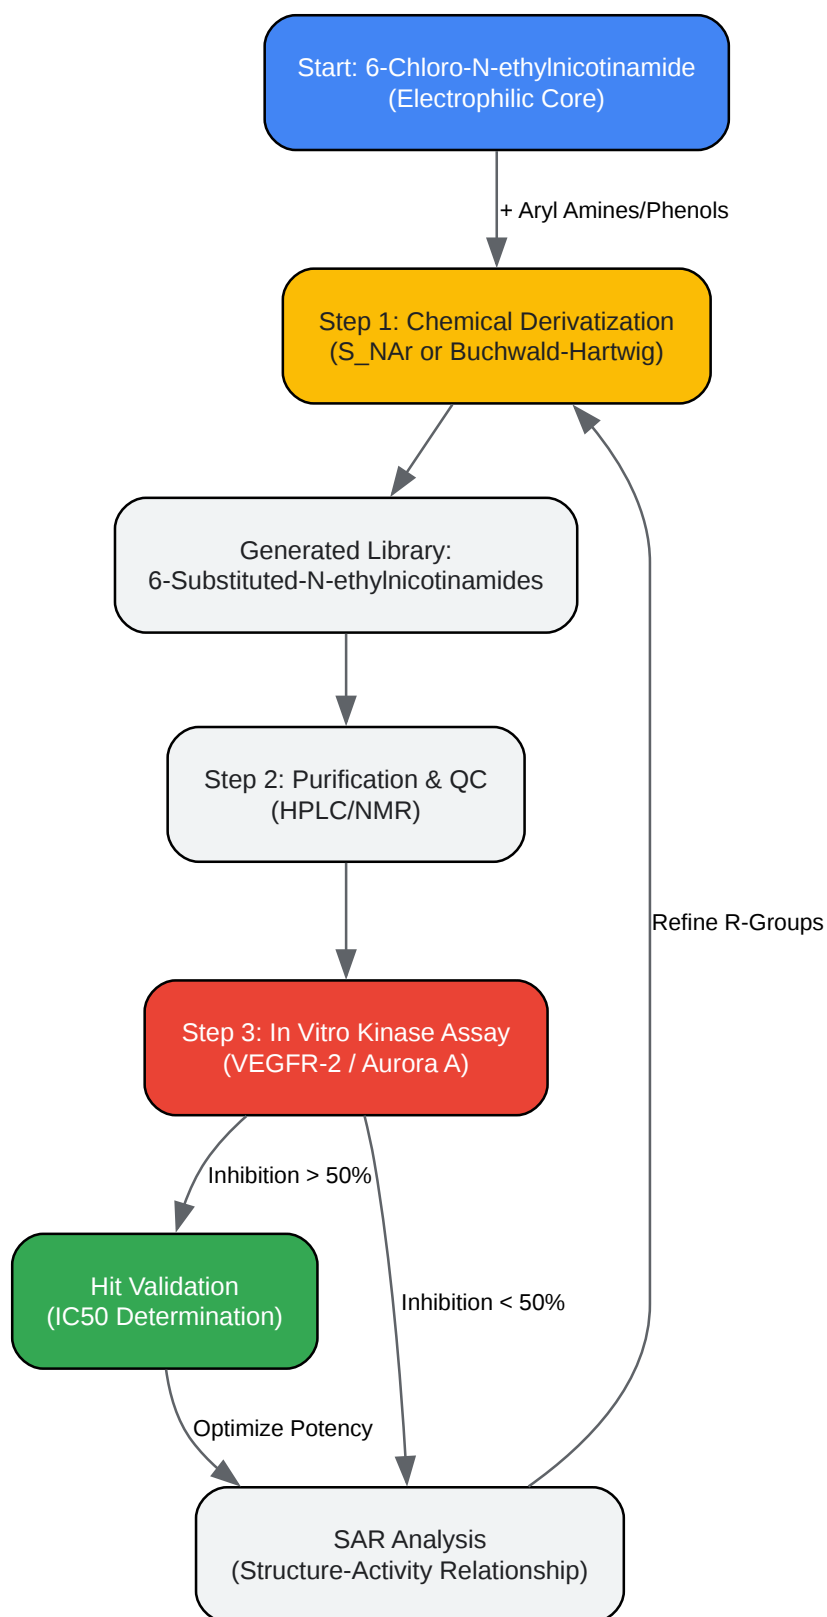 Start: 6-Chloro-N-ethylnicotinamide
(Electrophilic Core)
+ Aryl Amines/Phenols
Step 1: Chemical Derivatization
(S_NAr or Buchwald-Hartwig)
Generated Library:
6-Substituted-N-ethylnicotinamides
Step 2: Purification & QC
(HPLC/NMR)
Refine R-Groups
Step 3: In Vitro Kinase Assay
(VEGFR-2 / Aurora A)
Inhibition > 50%
Hit Validation
(IC50 Determination)
Inhibition < 50%
Optimize Potency
SAR Analysis
(Structure-Activity Relationship)